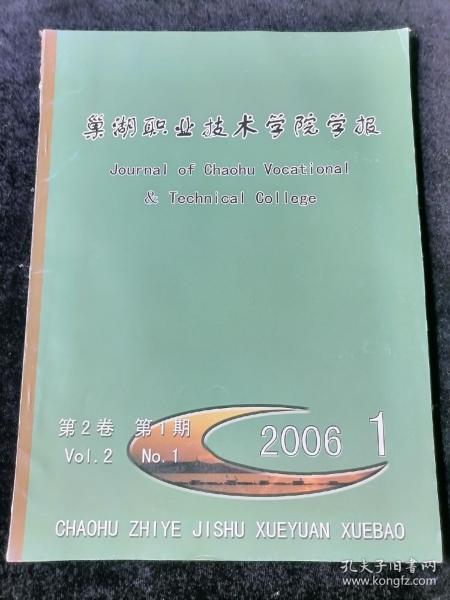 巢湖职业技术学院学报
Journal of Chaohu Vocational
& Technical College
第2卷 第1期
Vol.2 No.1
2006 1
CHAOHU ZHIYE JISHU XUEYUAN XUEBAO
孔夫子旧书网
www.kongfz.com